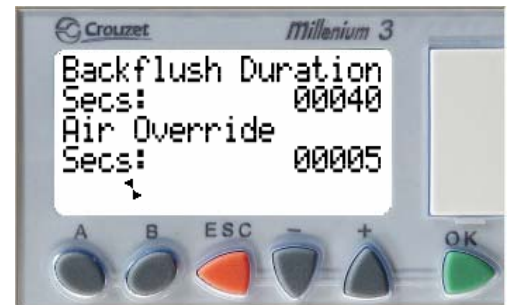 Crouzet Millenium 3
Backflush Duration
Secs: 00040
Air Override
Secs: 00005
A B ESC - + OK